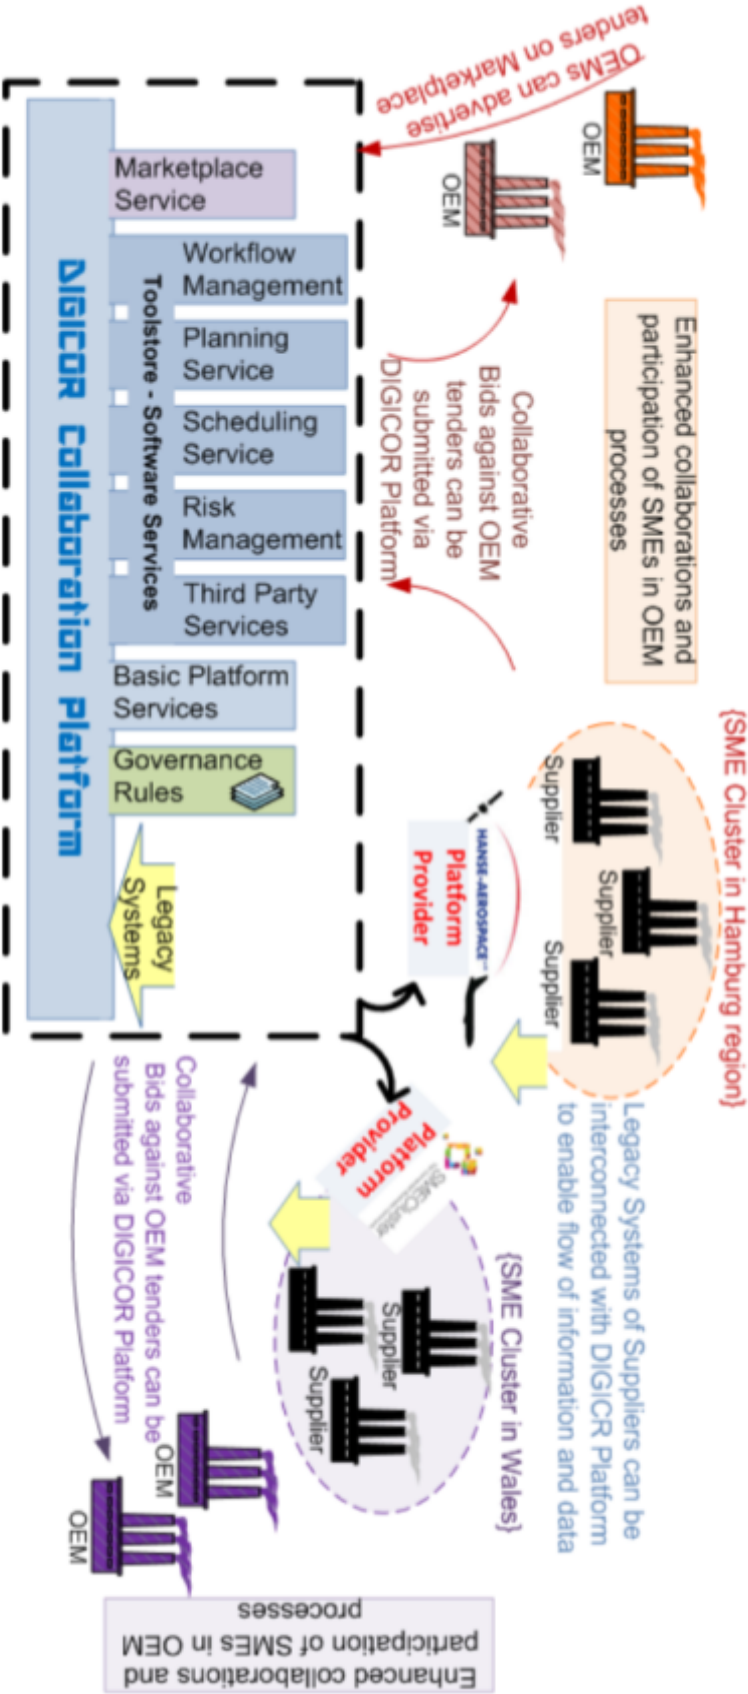 OEMs can advertise
tenders on Marketplace
OEM
OEM
Enhanced collaborations and
participation of SMEs in OEM
processes
Collaborative
Bids against OEM
tenders can be
submitted via
DIGICOR Platform
{SME Cluster in Hamburg region}
Supplier
Supplier
Supplier
HANSE-AEROSPACE
Platform
Provider
Legacy Systems of Suppliers can be
interconnected with DIGICR Platform
to enable flow of information and data
Marketplace
Service
Workflow
Management
Planning
Service
Scheduling
Service
Risk
Management
Third Party
Services
Toolstore - Software Services
Basic Platform
Services
Governance
Rules
DIGICOR Collaboration Platform
Legacy
Systems
Platform
Provider
SMECluster
{SME Cluster in Wales}
Supplier
Supplier
Collaborative
Bids against OEM tenders can be
submitted via DIGICOR Platform
OEM
OEM
Enhanced collaborations and
participation of SMEs in OEM
processes